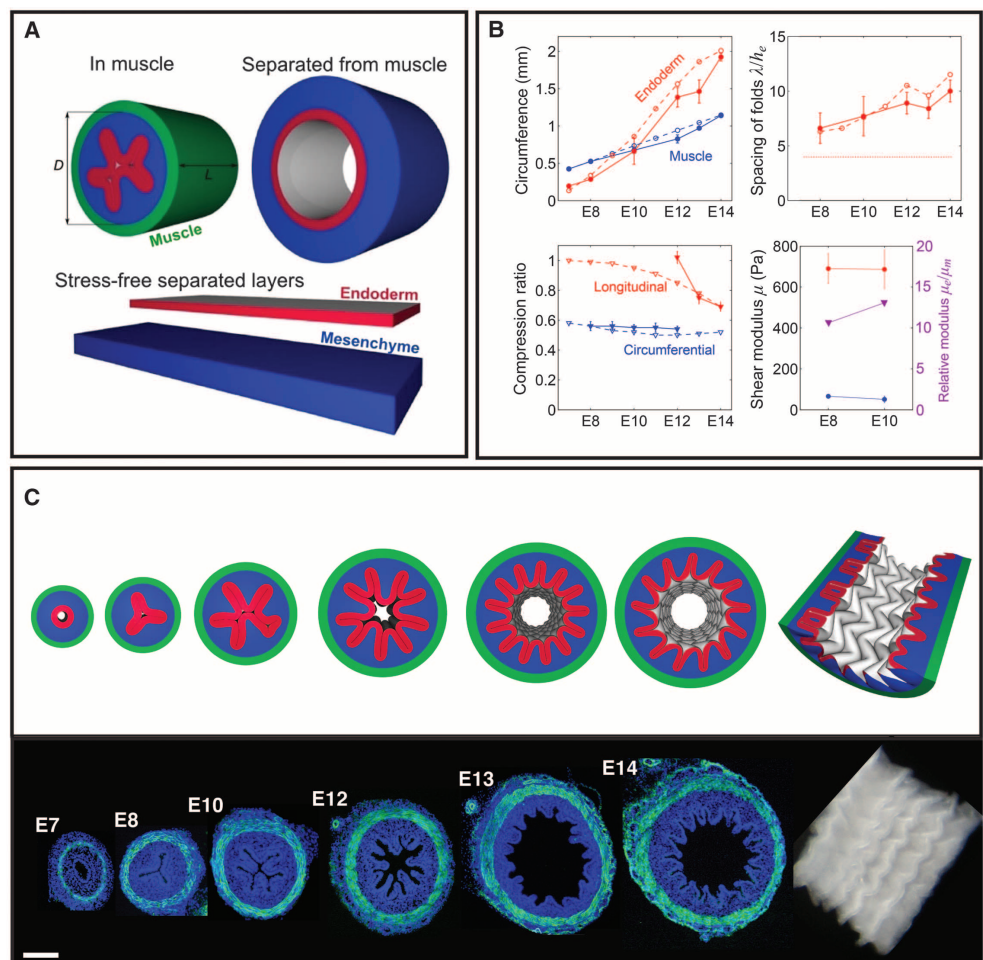 A
In muscle
Separated from muscle
D
L
Muscle
Stress-free separated layers
Endoderm
Mesenchyme
B
Circumference (mm)
2
1.5
1
0.5
0
Endoderm
Muscle
E8 E10 E12 E14
Spacing of folds λ/hₑ
15
10
5
0
E8 E10 E12 E14
Compression ratio
1
0.8
0.6
0.4
0.2
0
Longitudinal
Circumferential
E8 E10 E12 E14
Shear modulus μ (Pa)
800
600
400
200
0
E8 E10
20
15
10
5
0
Relative modulus μₑ/μₘ
C
E7
E8
E10
E12
E13
E14